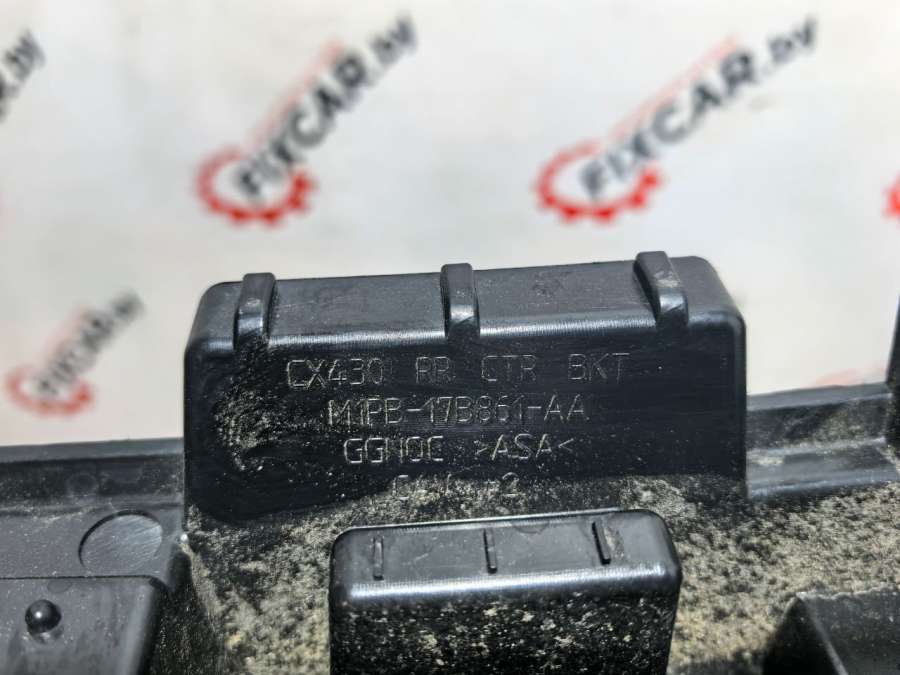 FIXCAR.by
FIXCAR.by
CX430 RR CTR BKT
M1PB-17B861-AA
GGN0C >ASA<